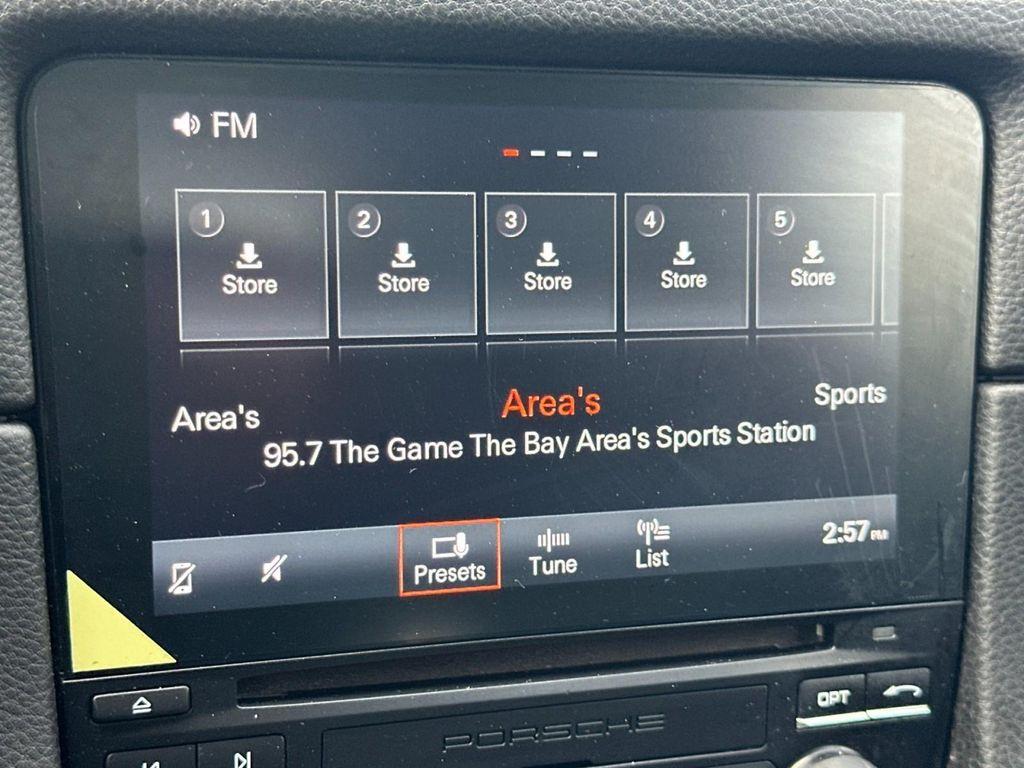 FM
1 2 3 4 5
Store Store Store Store Store
Area's Area's Sports
95.7 The Game The Bay Area's Sports Station
Presets Tune List 2:57 PM
OPT
PORSCHE